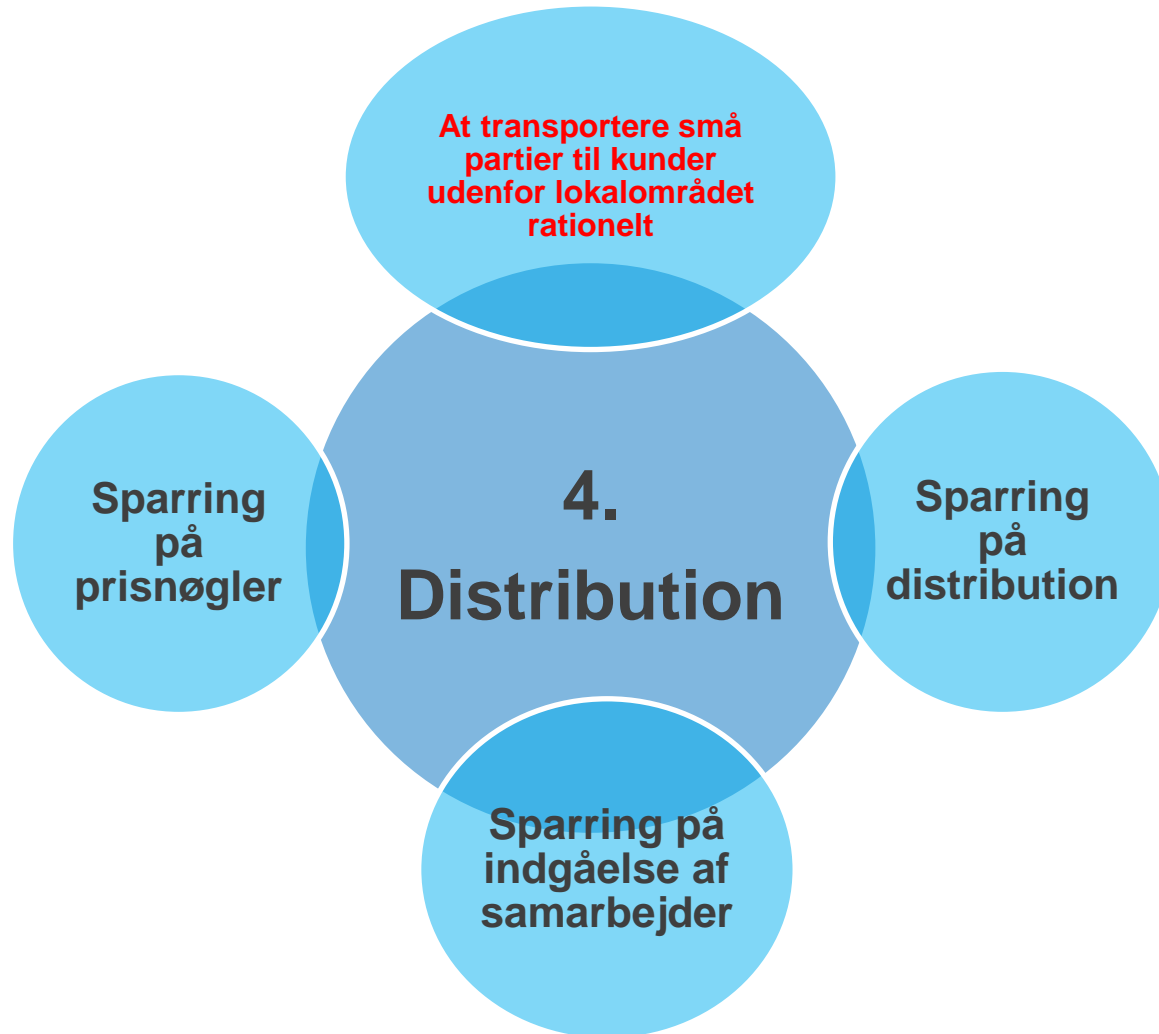 At transportere små
partier til kunder
udenfor lokalområdet
rationelt
Sparring
på
prisnøgler
4.
Distribution
Sparring
på
distribution
Sparring på
indgåelse af
samarbejder